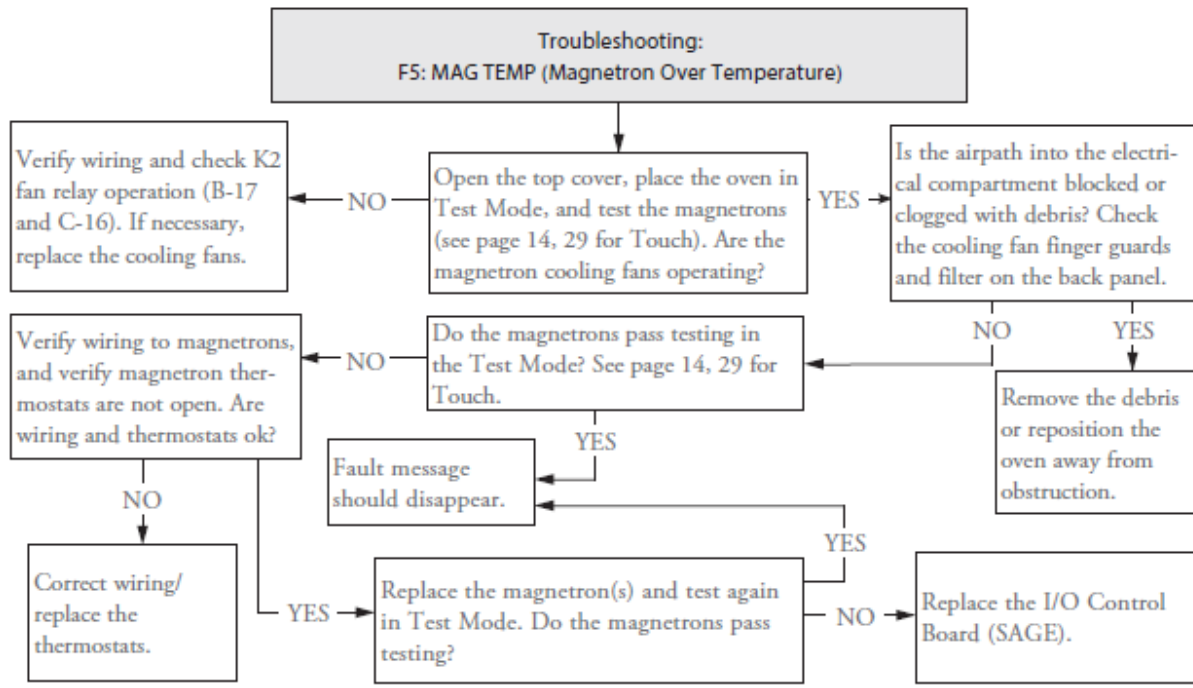 Troubleshooting:
F5: MAG TEMP (Magnetron Over Temperature)
Verify wiring and check K2
fan relay operation (B-17
and C-16). If necessary,
replace the cooling fans.
NO
Open the top cover, place the oven in
Test Mode, and test the magnetrons
(see page 14, 29 for Touch). Are the
magnetron cooling fans operating?
YES
Is the airpath into the electri-
cal compartment blocked or
clogged with debris? Check
the cooling fan finger guards
and filter on the back panel.
NO
YES
Verify wiring to magnetrons,
and verify magnetron ther-
mostats are not open. Are
wiring and thermostats ok?
NO
Do the magnetrons pass testing in
the Test Mode? See page 14, 29 for
Touch.
Remove the debris
or reposition the
oven away from
obstruction.
YES
Fault message
should disappear.
NO
YES
Correct wiring/
replace the
thermostats.
YES
Replace the magnetron(s) and test again
in Test Mode. Do the magnetrons pass
testing?
NO
Replace the I/O Control
Board (SAGE).